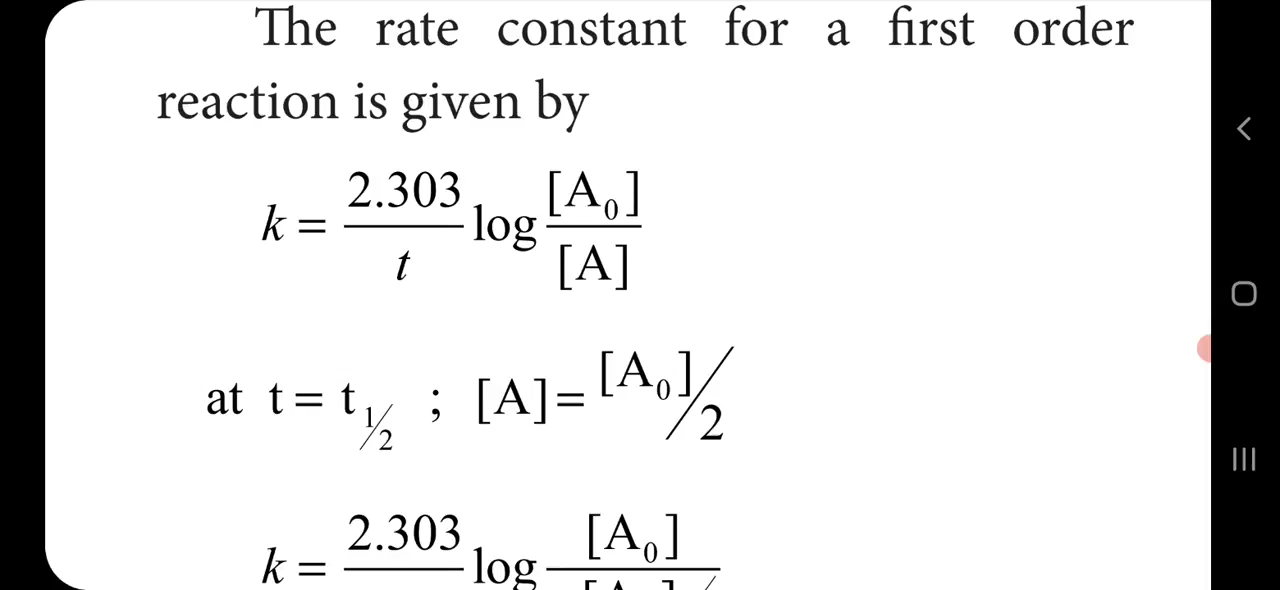 The rate constant for a first order
reaction is given by
k = 2.303/t log [A₀]/[A]
at t = t1/2 ; [A] = [A₀]/2
k = 2.303 log [A₀]